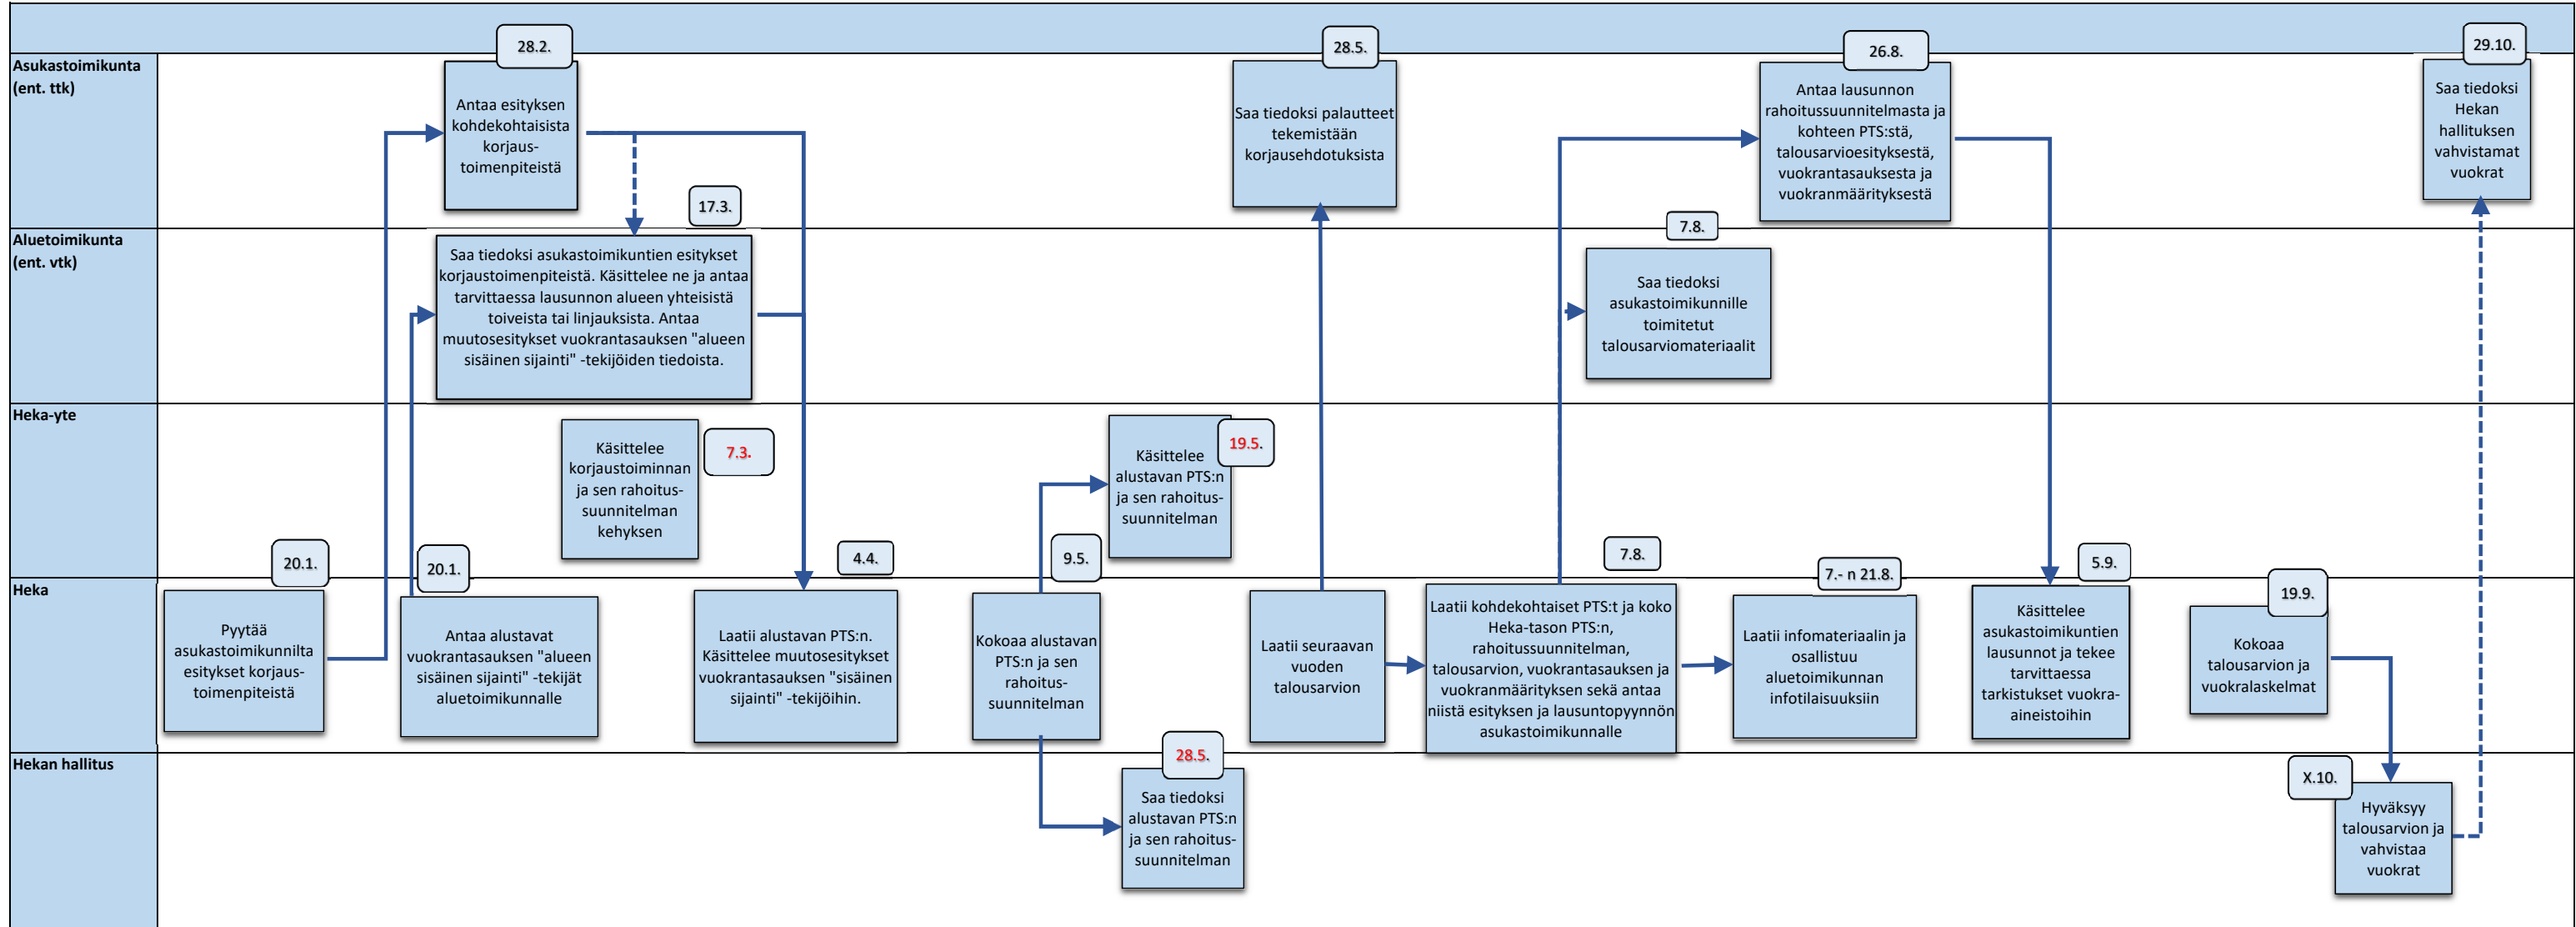 28.2.
28.5.
26.8.
29.10.
Asukastoimikunta
(ent. ttk)
Antaa esityksen
kohdekohtaisista
korjaus-
toimenpiteistä
Saa tiedoksi palautteet
tekemistään
korjausehdotuksista
Antaa lausunnon
rahoitussuunnitelmasta ja
kohteen PTS:stä,
talousarvioesityksestä,
vuokrantasauksesta ja
vuokranmäärityksestä
Saa tiedoksi
Hekan
hallituksen
vahvistamat
vuokrat
17.3.
7.8.
Aluetoimikunta
(ent. vtk)
Saa tiedoksi asukastoimikuntien esitykset
korjaustoimenpiteistä. Käsittelee ne ja antaa
tarvittaessa lausunnon alueen yhteisistä
toiveista tai linjauksista. Antaa
muutosesitykset vuokrantasauksen "alueen
sisäinen sijainti" -tekijöiden tiedoista.
Saa tiedoksi
asukastoimikunnille
toimitetut
talousarviomateriaalit
Heka-yte
Käsittelee
korjaustoiminnan
ja sen rahoitus-
suunnitelman
kehyksen
7.3.
Käsittelee
alustavan PTS:n
ja sen rahoitus-
suunnitelman
19.5.
20.1.
20.1.
4.4.
9.5.
7.8.
7.- n 21.8.
5.9.
19.9.
Heka
Pyytää
asukastoimikunnilta
esitykset korjaus-
toimenpiteistä
Antaa alustavat
vuokrantasauksen "alueen
sisäinen sijainti" -tekijät
aluetoimikunnalle
Laatii alustavan PTS:n.
Käsittelee muutosesitykset
vuokrantasauksen "sisäinen
sijainti" -tekijöihin.
Kokoaa alustavan
PTS:n ja sen
rahoitus-
suunnitelman
Laatii seuraavan
vuoden
talousarvion
Laatii kohdekohtaiset PTS:t ja koko
Heka-tason PTS:n,
rahoitussuunnitelman,
talousarvion, vuokrantasauksen ja
vuokranmäärityksen sekä antaa
niistä esityksen ja lausuntopyynnön
asukastoimikunnalle
Laatii infomateriaalin ja
osallistuu
aluetoimikunnan
infotilaisuuksiin
Käsittelee
asukastoimikuntien
lausunnot ja tekee
tarvittaessa
tarkistukset vuokra-
aineistoihin
Kokoaa
talousarvion ja
vuokralaskelmat
Hekan hallitus
28.5.
Saa tiedoksi
alustavan PTS:n
ja sen rahoitus-
suunnitelman
X.10.
Hyväksyy
talousarvion ja
vahvistaa
vuokrat